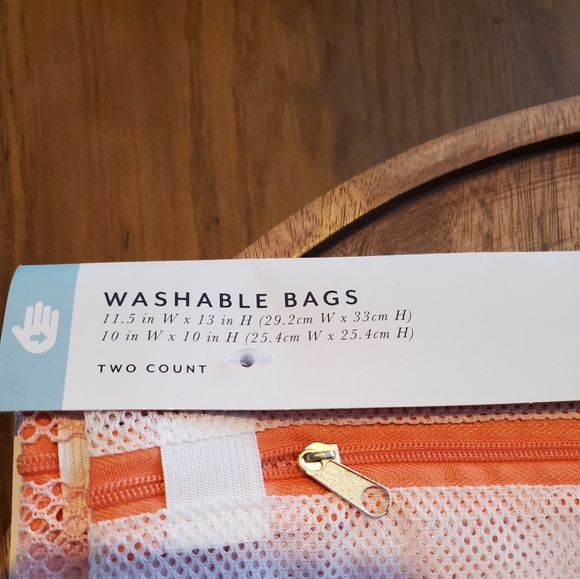 WASHABLE BAGS
11.5 in W x 13 in H (29.2cm W x 33cm H)
10 in W x 10 in H (25.4cm W x 25.4cm H)
TWO COUNT